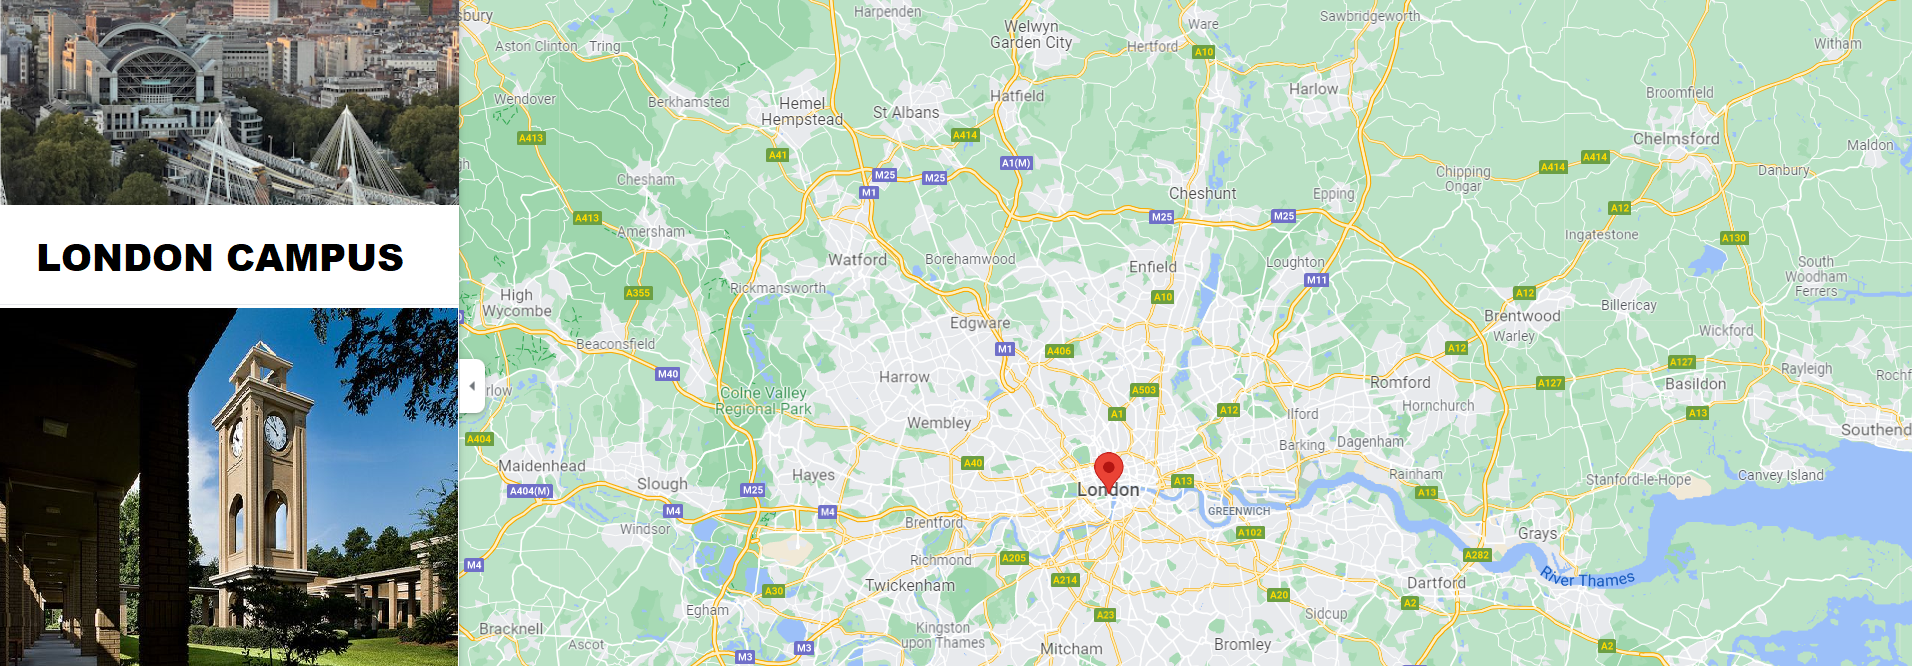 LONDON CAMPUS
sbury
Harpenden
Welwyn
Garden City
Ware
Sawbridgeworth
Aston Clinton
Tring
Hertford
A10
Witham
Wendover
Berkhamsted
Hemel
Hempstead
St Albans
Hatfield
Harlow
Broomfield
A413
A41
A414
A1(M)
Chelmsford
Maldon
A414
A414
Danbury
Chipping
Ongar
Chesham
M25
M25
M1
Cheshunt
Epping
A413
Amersham
M25
M25
A12
Ingatestone
A130
Watford
Borehamwood
Enfield
Loughton
M11
South
Woodham
Ferrers
High
Wycombe
A355
Rickmansworth
A10
A12
Billericay
Brentwood
Warley
Wickford
Edgware
Beaconsfield
M1
A406
A12
A127
Rayleigh
Rochf
M40
Harrow
Romford
A127
Basildon
rlow
Colne Valley
Regional Park
A503
A1
A12
Ilford
Hornchurch
A13
Wembley
Southend
A404
Barking
Dagenham
Maidenhead
Hayes
A40
Rainham
Stanford-le-Hope
Canvey Island
A404(M)
Slough
M25
London
A13
A13
M4
M4
GREENWICH
Windsor
Brentford
A102
Grays
M4
Richmond
A205
A282
River Thames
A30
Twickenham
A214
Dartford
Egham
A23
A20
Sidcup
A2
Bracknell
Ascot
Kingston
upon Thames
M3
M3
Mitcham
Bromley
A2